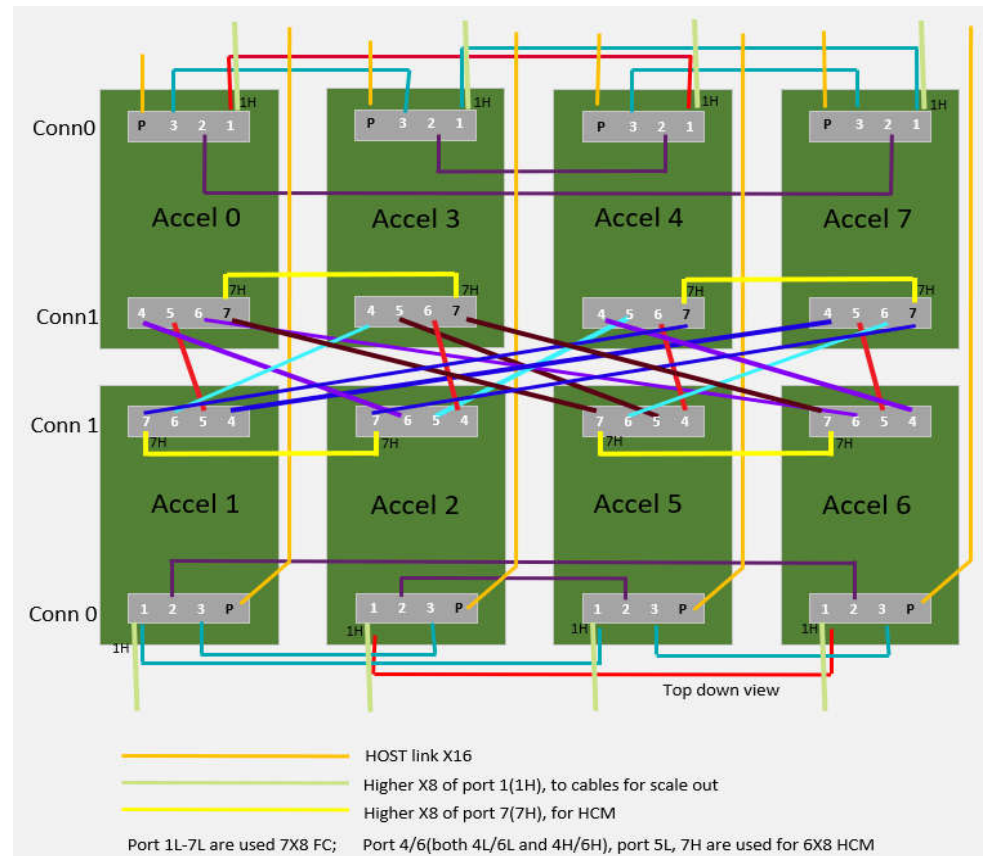 1H 1H 1H 1H
Conn0 P 3 2 1 P 3 2 1 P 3 2 1 P 3 2 1
Accel 0 Accel 3 Accel 4 Accel 7
7H 7H 7H 7H
Conn1 4 5 6 7 4 5 6 7 4 5 6 7 4 5 6 7
Conn 1 7 6 5 4 7 6 5 4 7 6 5 4 7 6 5 4
7H 7H 7H 7H
Accel 1 Accel 2 Accel 5 Accel 6
Conn 0 1 2 3 P 1 2 3 P 1 2 3 P 1 2 3 P
1H 1H 1H 1H
Top down view
HOST link X16
Higher X8 of port 1(1H), to cables for scale out
Higher X8 of port 7(7H), for HCM
Port 1L-7L are used 7X8 FC; Port 4/6(both 4L/6L and 4H/6H), port 5L, 7H are used for 6X8 HCM